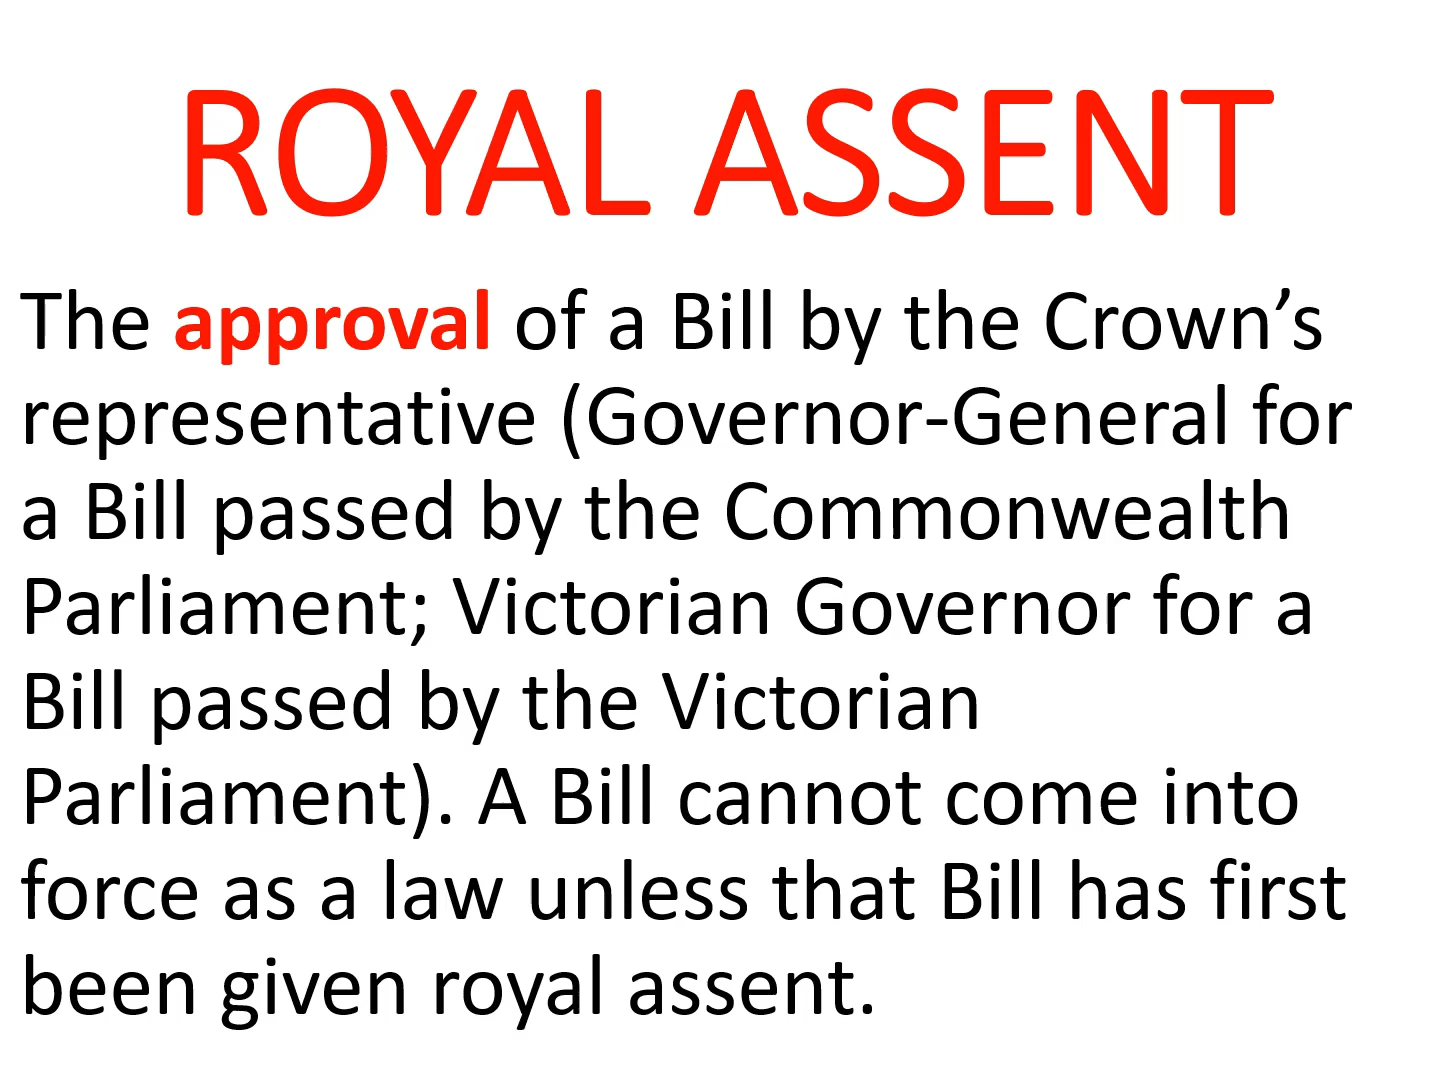 ROYAL ASSENT
The approval of a Bill by the Crown’s
representative (Governor-General for
a Bill passed by the Commonwealth
Parliament; Victorian Governor for a
Bill passed by the Victorian
Parliament). A Bill cannot come into
force as a law unless that Bill has first
been given royal assent.